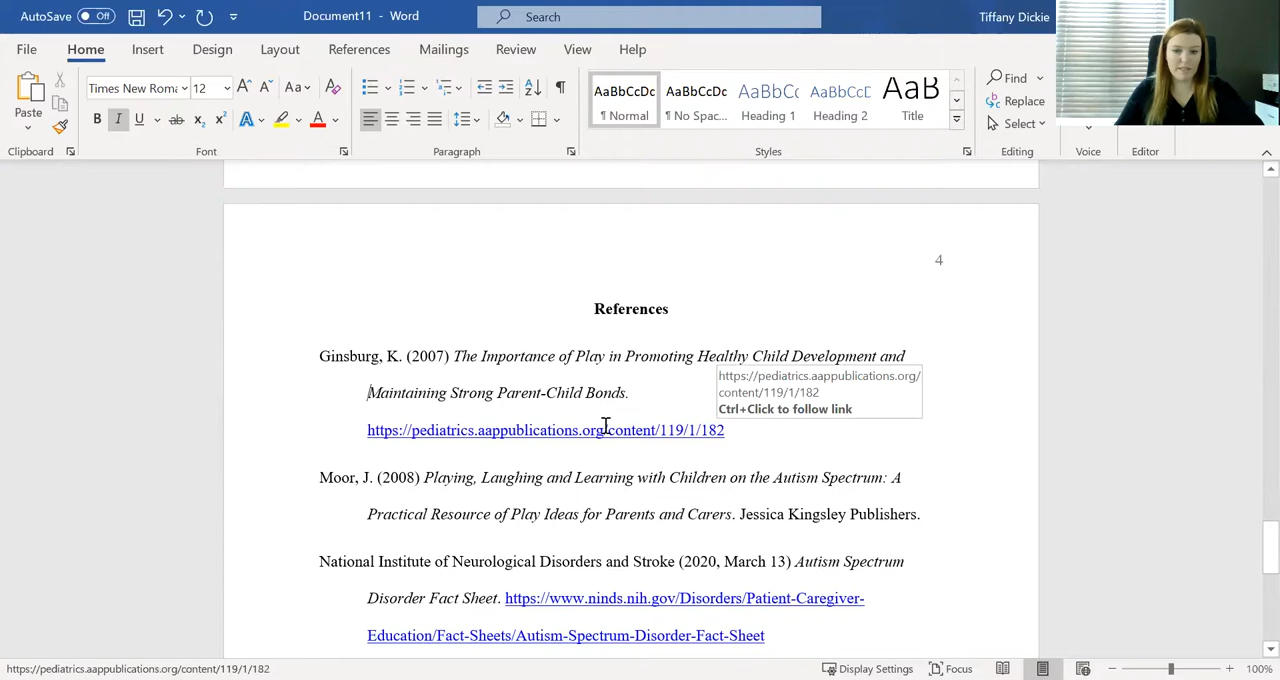 AutoSave Off Document11 - Word Search Tiffany Dickie
File Home Insert Design Layout References Mailings Review View Help
Times New Roma 12 Aa AaBbCcDc AaBbCcDc AaBbCc AaBbCcD AaB Find
Paste ¶ Normal ¶ No Spac... Heading 1 Heading 2 Title Replace
B I U ab x₂ x² A A Select
Clipboard Font Paragraph Styles Editing Voice Editor
4
References
Ginsburg, K. (2007) The Importance of Play in Promoting Healthy Child Development and
Maintaining Strong Parent-Child Bonds.
https://pediatrics.aappublications.org/content/119/1/182
https://pediatrics.aappublications.org/
content/119/1/182
Ctrl+Click to follow link
Moor, J. (2008) Playing, Laughing and Learning with Children on the Autism Spectrum: A
Practical Resource of Play Ideas for Parents and Carers. Jessica Kingsley Publishers.
National Institute of Neurological Disorders and Stroke (2020, March 13) Autism Spectrum
Disorder Fact Sheet. https://www.ninds.nih.gov/Disorders/Patient-Caregiver-
Education/Fact-Sheets/Autism-Spectrum-Disorder-Fact-Sheet
https://pediatrics.aappublications.org/content/119/1/182 Display Settings Focus 100%